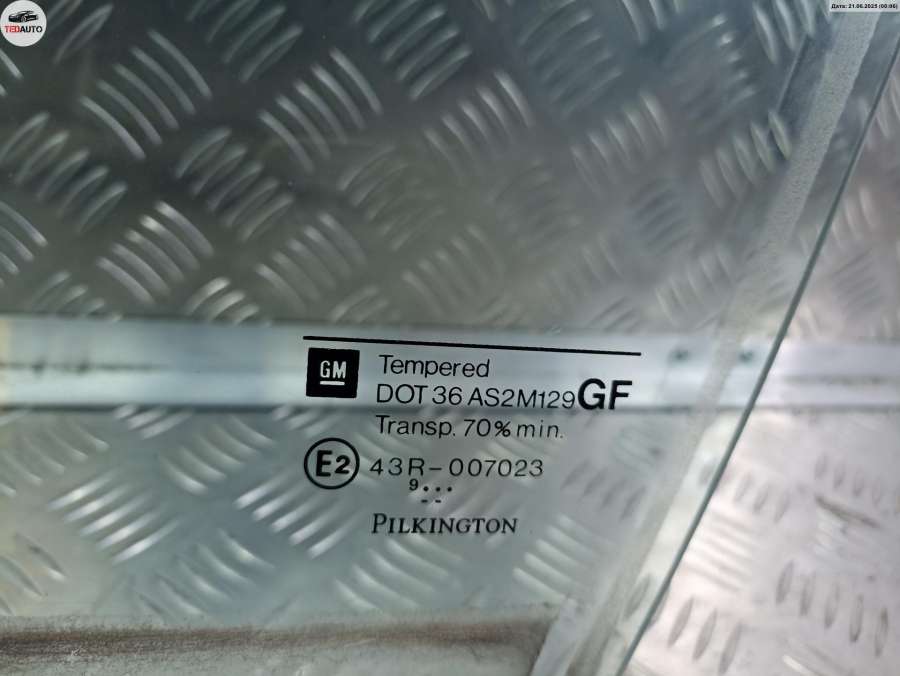 TEDAUTO
Дата: 21.06.2025 (00:06)
GM
Tempered
DOT 36 AS2M129 GF
Transp. 70% min.
E2 43R-007023
9...
--
PILKINGTON